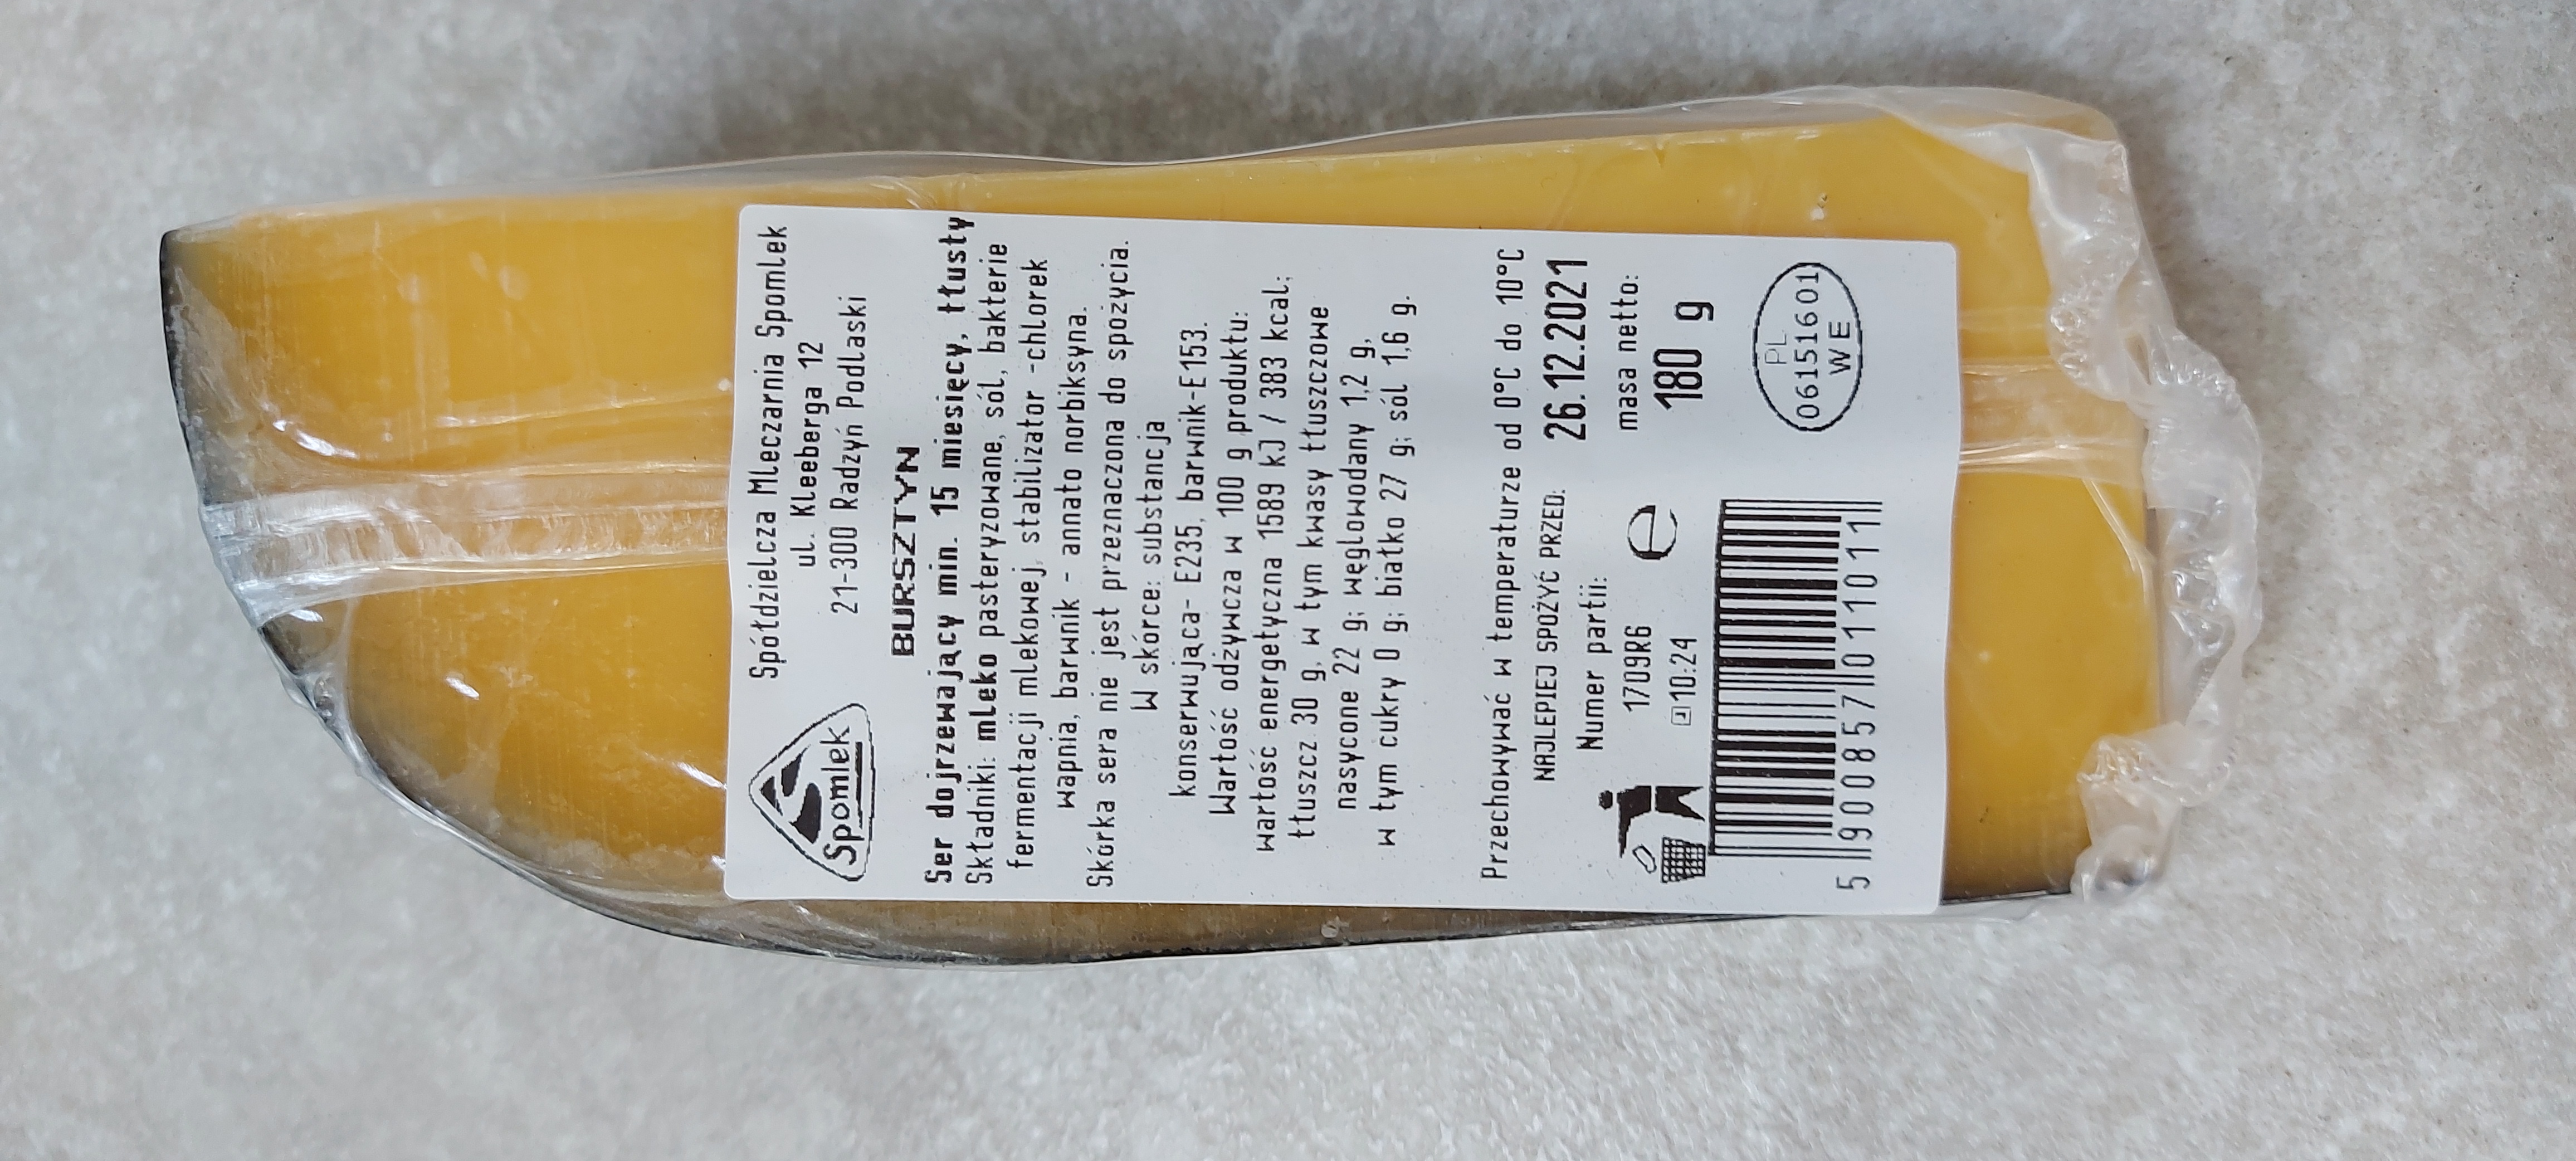 Spomlek
Spółdzielcza Mleczarnia Spomlek
ul. Kleeberga 12
21-300 Radzyń Podlaski
BURSZTYN
Ser dojrzewający min. 15 miesięcy, tłusty
Składniki: mleko pasteryzowane, sól, bakterie
fermentacji mlekowej, stabilizator -chlorek
wapnia, barwnik - annato norbiksyna.
Skórka sera nie jest przeznaczona do spożycia.
W skórce: substancja
konserwująca- E235, barwnik-E153.
Wartość odżywcza w 100 g produktu:
wartość energetyczna 1589 kJ / 383 kcal;
tłuszcz 30 g, w tym kwasy tłuszczowe
nasycone 22 g; węglowodany 1,2 g,
w tym cukry 0 g; białko 27 g; sól 1,6 g.
Przechowywać w temperaturze od 0°C do 10°C
NAJLEPIEJ SPOŻYĆ PRZED: 26.12.2021
Numer partii:
1709R6
10:24
e
masa netto:
180 g
PL
06151601
WE
5 900857 011011